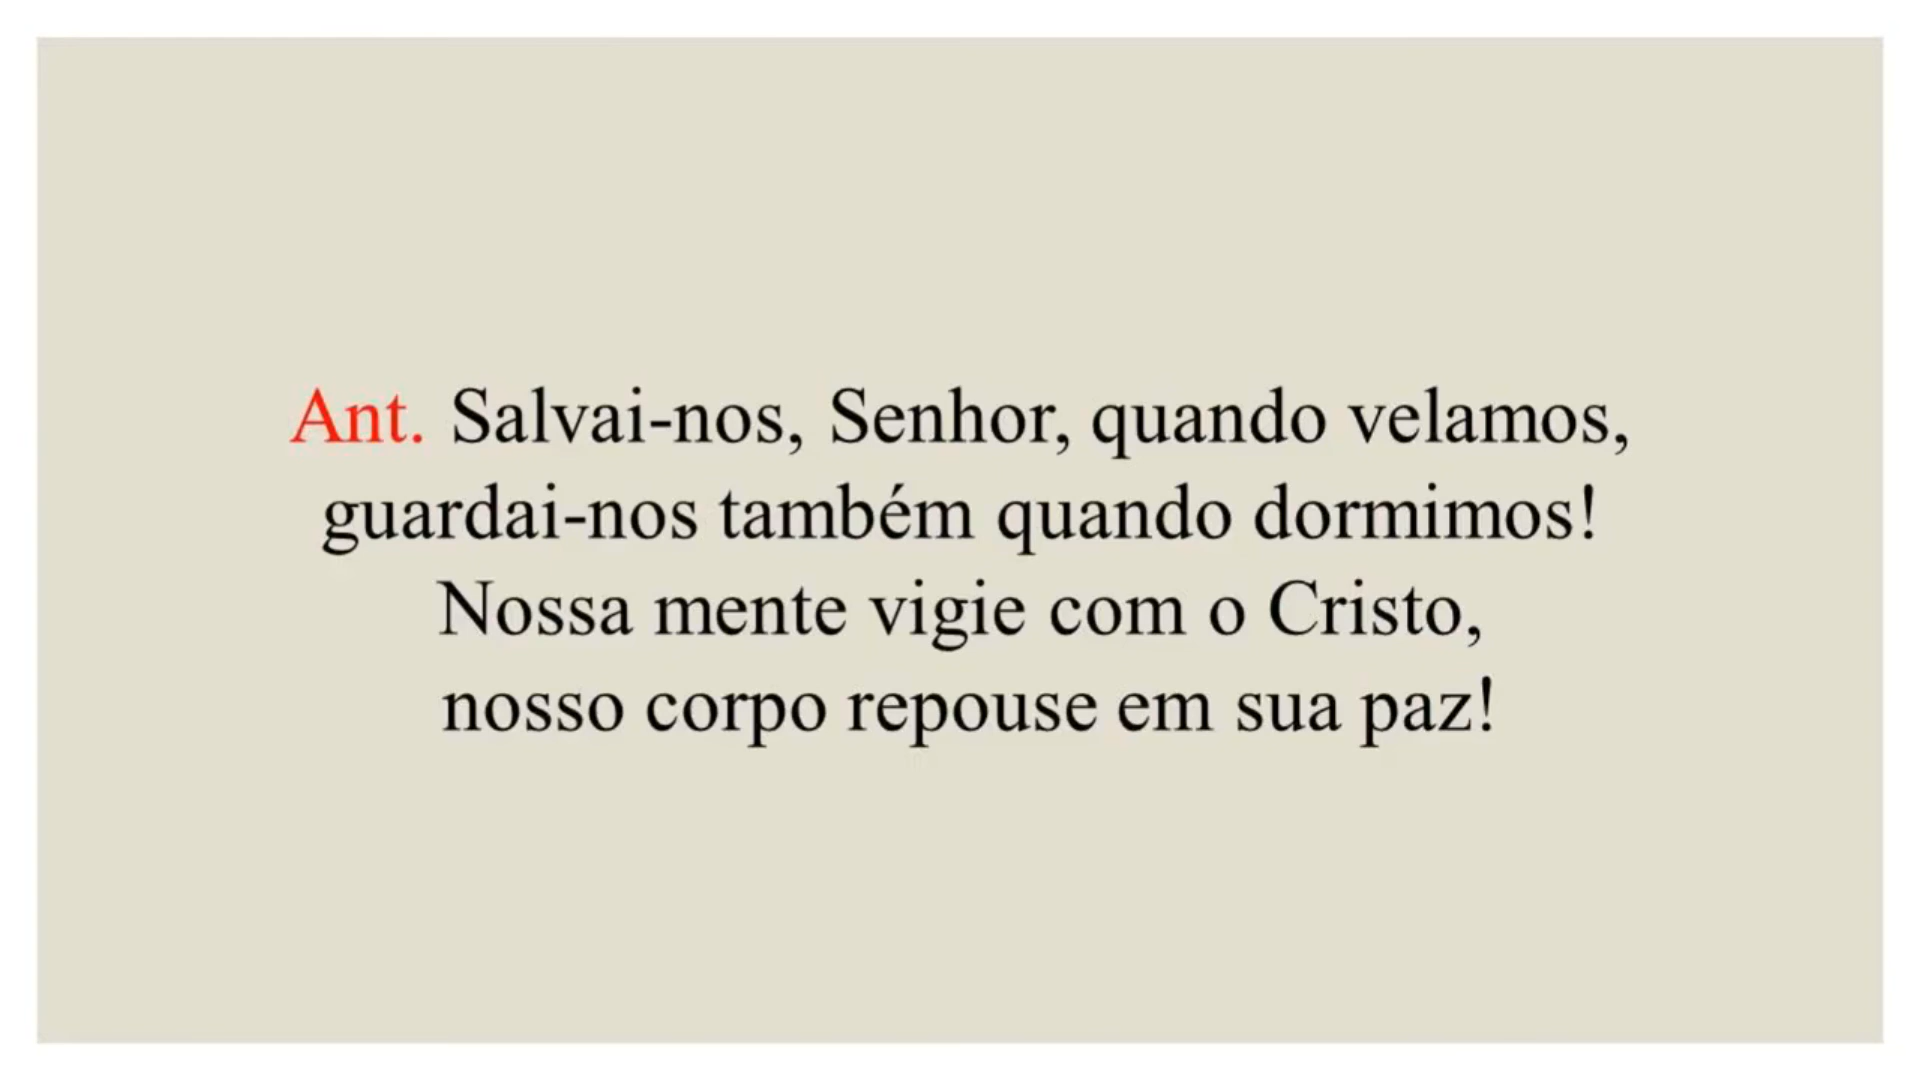 Ant. Salvai-nos, Senhor, quando velamos,
guardai-nos também quando dormimos!
Nossa mente vigie com o Cristo,
nosso corpo repouse em sua paz!